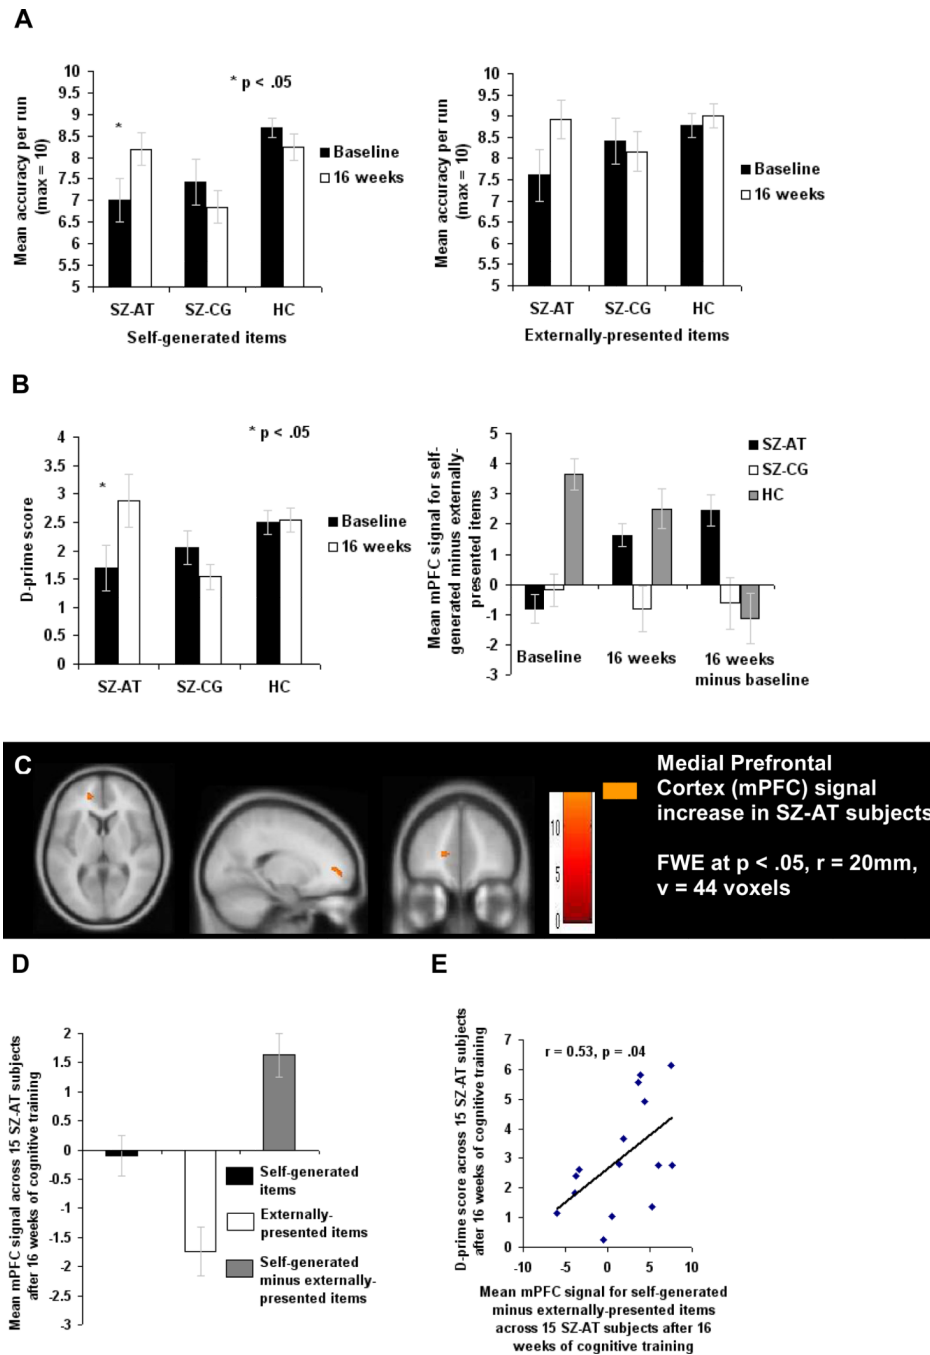 A
Mean accuracy per run
(max = 10)
10
9.5
9
8.5
8
7.5
7
6.5
6
5.5
5
* p < .05
*
Baseline
16 weeks
SZ-AT SZ-CG HC
Self-generated items
Mean accuracy per run
(max = 10)
10
9.5
9
8.5
8
7.5
7
6.5
6
5.5
5
Baseline
16 weeks
SZ-AT SZ-CG HC
Externally-presented items
B
D-prime score
4
3.5
3
2.5
2
1.5
1
0.5
0
* p < .05
*
Baseline
16 weeks
SZ-AT SZ-CG HC
Mean mPFC signal for self-
generated minus externally-
presented items
5
4
3
2
1
0
-1
-2
-3
SZ-AT
SZ-CG
HC
Baseline 16 weeks 16 weeks
minus baseline
C
10
5
0
Medial Prefrontal
Cortex (mPFC) signal
increase in SZ-AT subjects
FWE at p < .05, r = 20mm,
v = 44 voxels
D
Mean mPFC signal across 15 SZ-AT subjects
after 16 weeks of cognitive training
2
1.5
1
0.5
0
-0.5
-1
-1.5
-2
-2.5
-3
Self-generated
items
Externally-
presented items
Self-generated
minus externally-
presented items
E
D-prime score across 15 SZ-AT subjects
after 16 weeks of cognitive training
7
6
5
4
3
2
1
0
r = 0.53, p = .04
-10 -5 0 5 10
Mean mPFC signal for self-generated
minus externally-presented items
across 15 SZ-AT subjects after 16
weeks of cognitive training